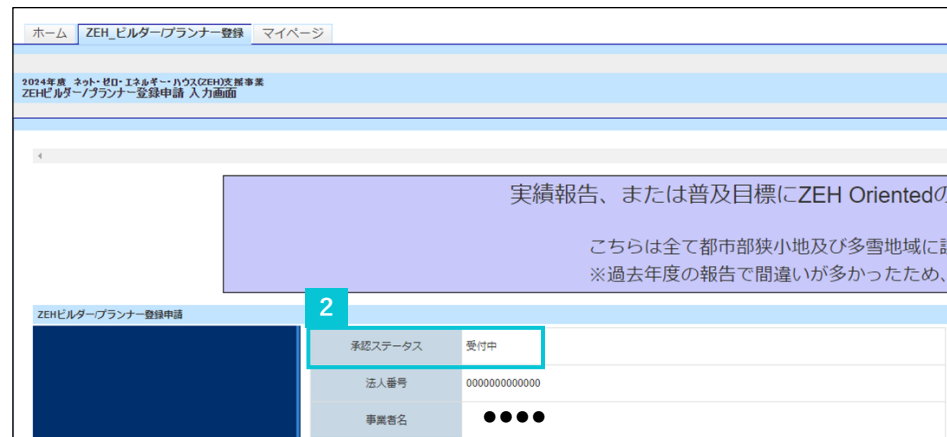 ホーム ZEH_ビルダー/プランナー登録 マイページ
2024年度 ネット・ゼロ・エネルギー・ハウス(ZEH)支援事業
ZEHビルダー/プランナー登録申請 入力画面
実績報告、または普及目標にZEH Orientedの
こちらは全て都市部狭小地及び多雪地域に
※過去年度の報告で間違いが多かったため、
ZEHビルダー/プランナー登録申請
2
承認ステータス 受付中
法人番号 0000000000000
事業者名 ●●●●